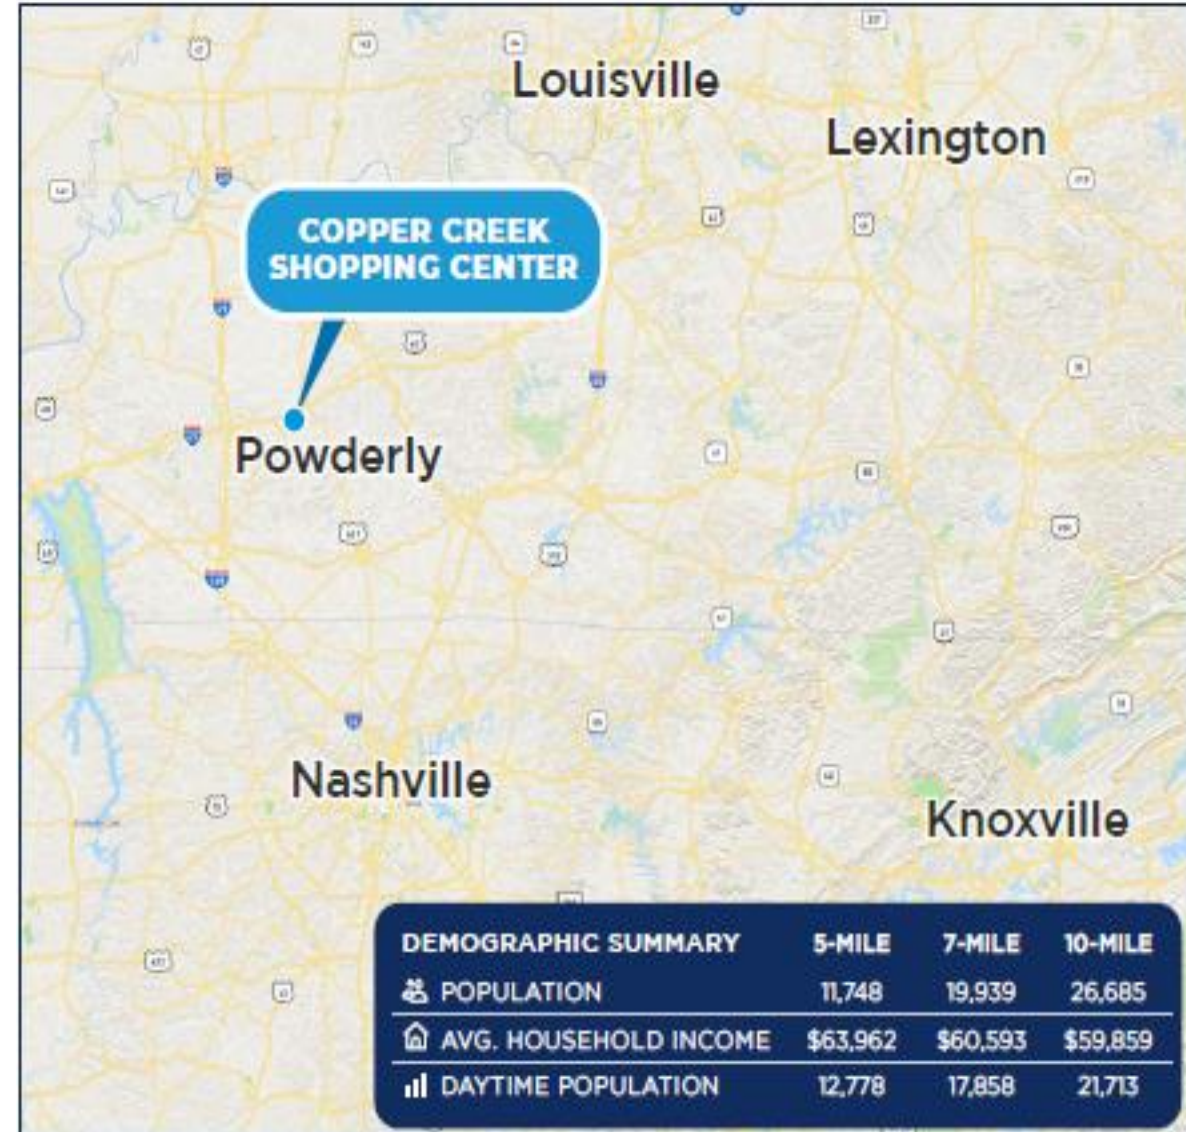 Louisville
Lexington
COPPER CREEK
SHOPPING CENTER
Powderly
Nashville
Knoxville
DEMOGRAPHIC SUMMARY 5-MILE 7-MILE 10-MILE
POPULATION 11,748 19,939 26,685
AVG. HOUSEHOLD INCOME $63,962 $60,593 $59,859
DAYTIME POPULATION 12,778 17,858 21,713